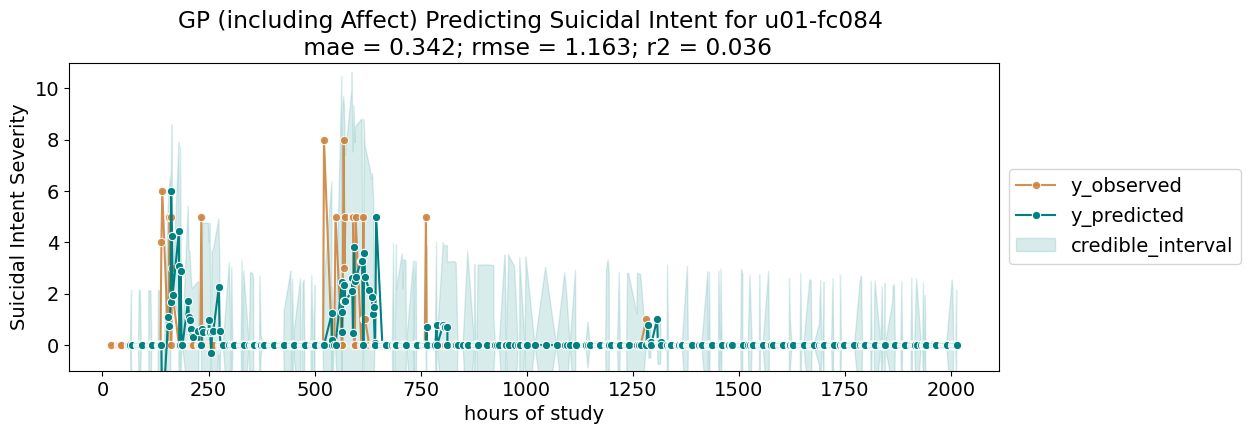 GP (including Affect) Predicting Suicidal Intent for u01-fc084
mae = 0.342; rmse = 1.163; r2 = 0.036
Suicidal Intent Severity
10
8
6
4
2
0
0 250 500 750 1000 1250 1500 1750 2000
hours of study
y_observed
y_predicted
credible_interval